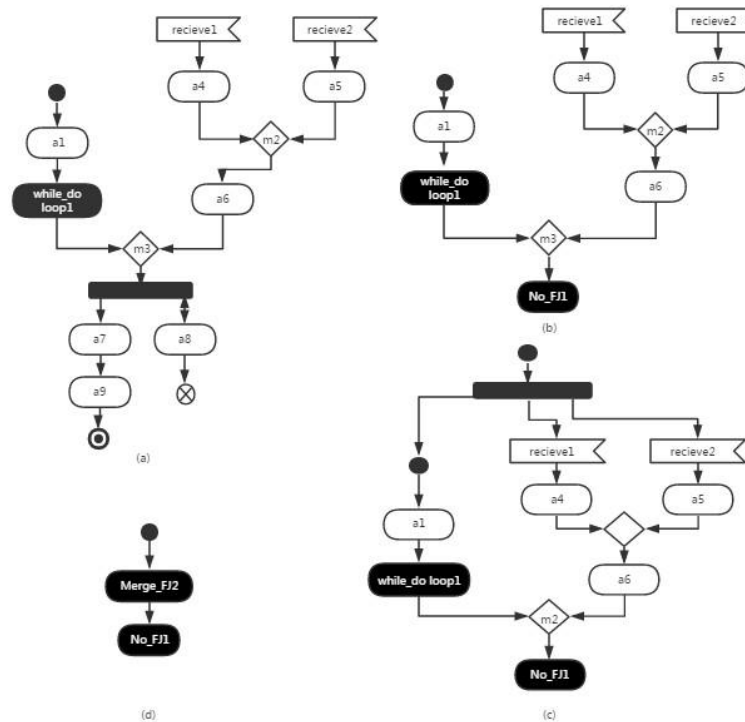 recieve1
recieve2
a4
a5
a1
m2
while_do
loop1
a6
m3
a7
a8
a9
(a)
recieve1
recieve2
a4
a5
a1
m2
while_do
loop1
a6
m3
No_FJ1
(b)
recieve1
recieve2
a4
a5
a1
while_do loop1
a6
m2
No_FJ1
(c)
Merge_FJ2
No_FJ1
(d)